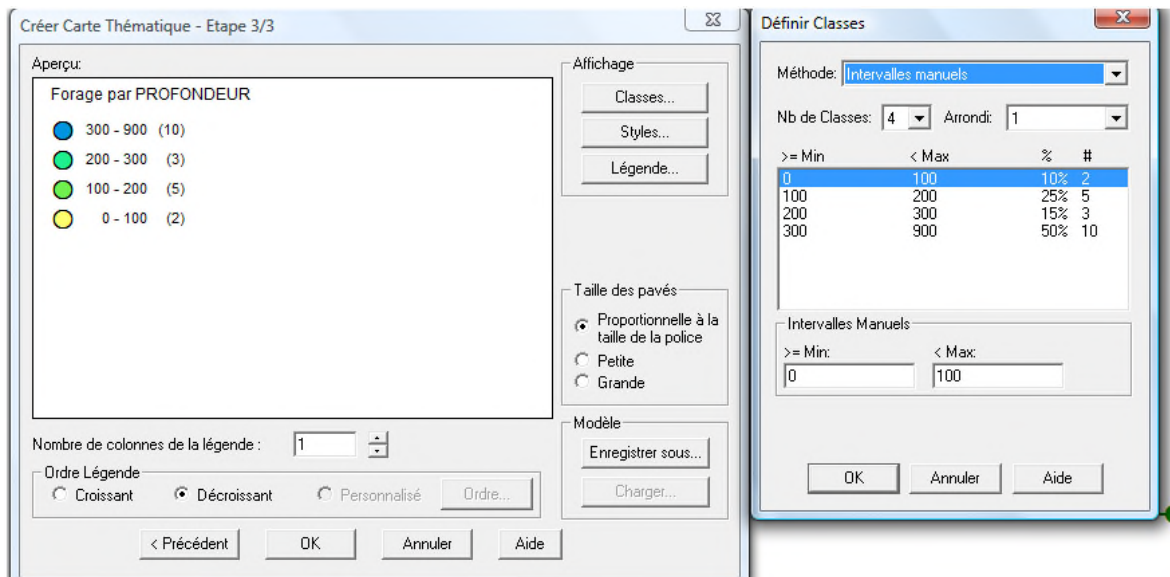 Créer Carte Thématique - Etape 3/3
Aperçu:
Forage par PROFONDEUR
300 - 900 (10)
200 - 300 (3)
100 - 200 (5)
0 - 100 (2)
Affichage
Classes...
Styles...
Légende...
Taille des pavés
Proportionnelle à la
taille de la police
Petite
Grande
Modèle
Enregistrer sous...
Charger...
Nombre de colonnes de la légende : 1
Ordre Légende
Croissant Décroissant Personnalisé Ordre...
< Précédent OK Annuler Aide
Définir Classes
Méthode: Intervalles manuels
Nb de Classes: 4 Arrondi: 1
>= Min < Max % #
0 100 10% 2
100 200 25% 5
200 300 15% 3
300 900 50% 10
Intervalles Manuels
>= Min: < Max:
0 100
OK Annuler Aide